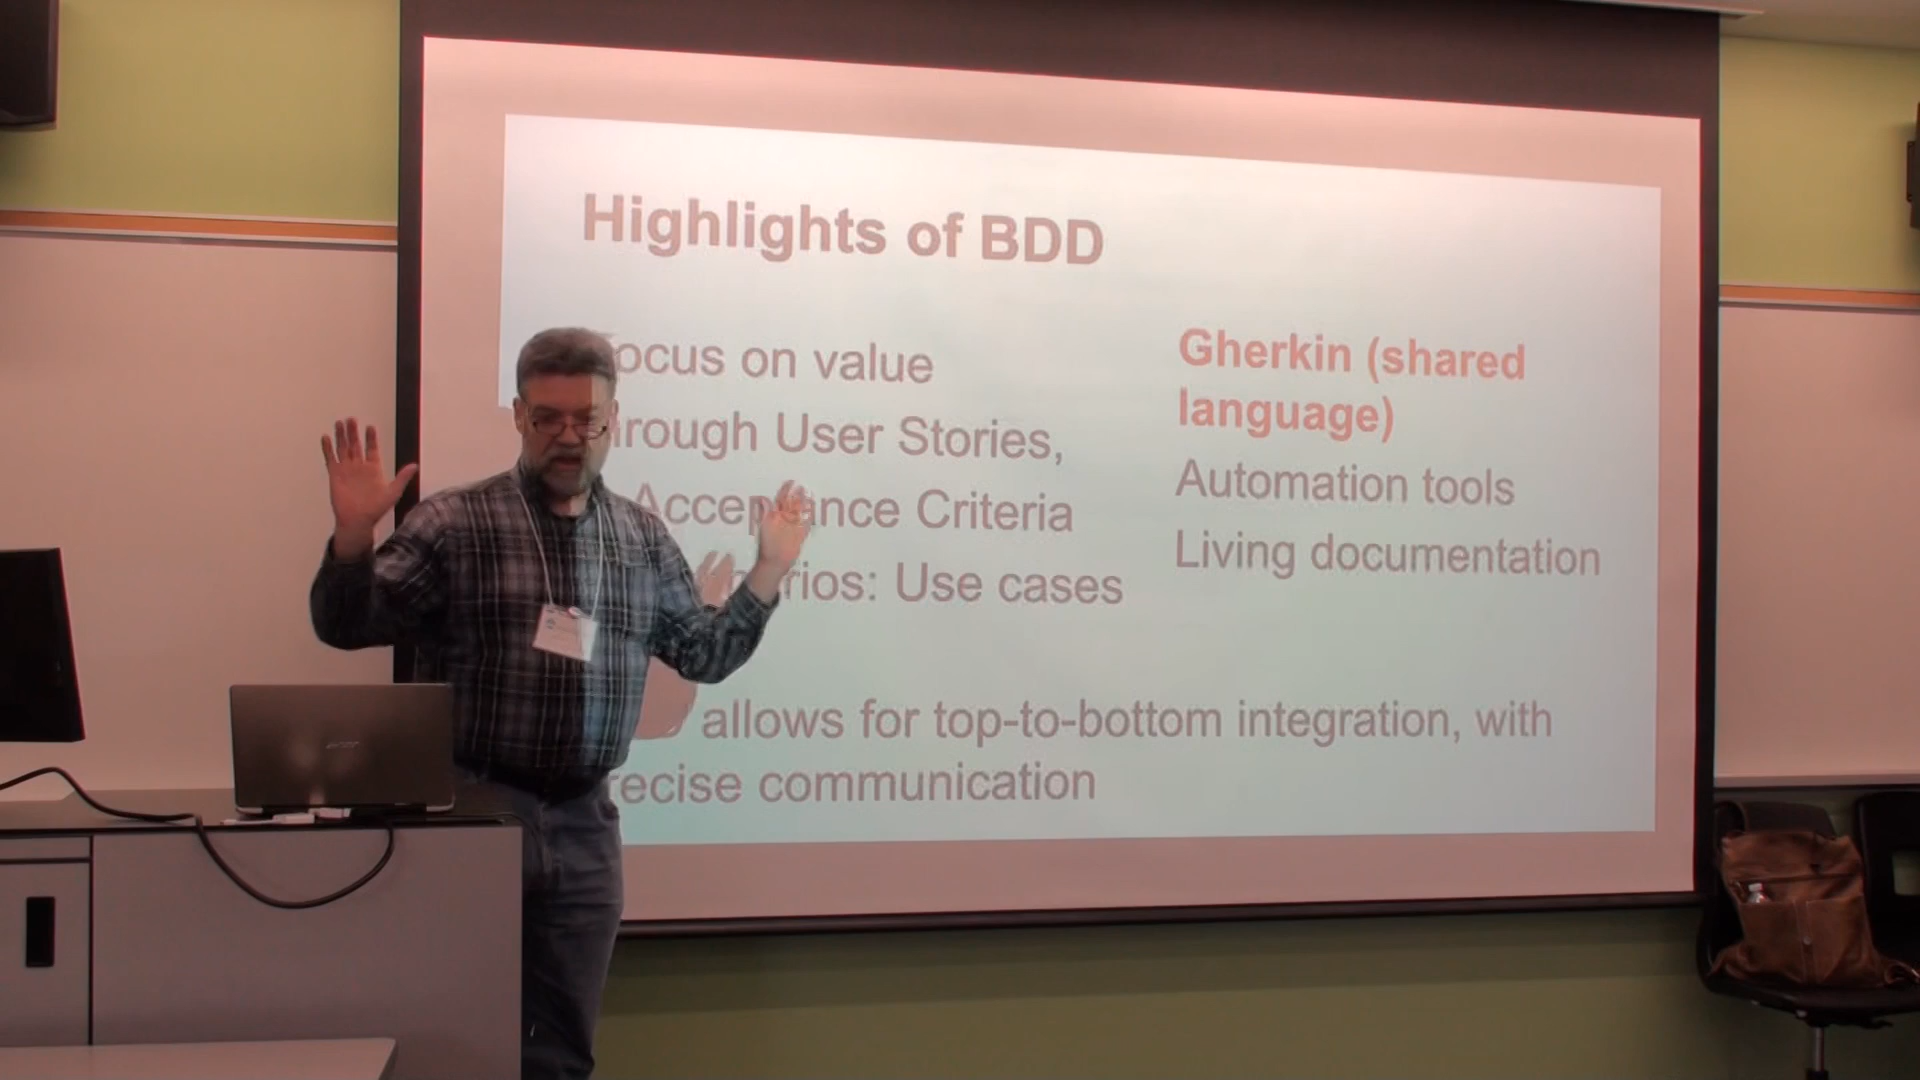 Highlights of BDD
Focus on value
through User Stories,
Acceptance Criteria
Use cases
Gherkin (shared
language)
Automation tools
Living documentation
allows for top-to-bottom integration, with
precise communication
acer